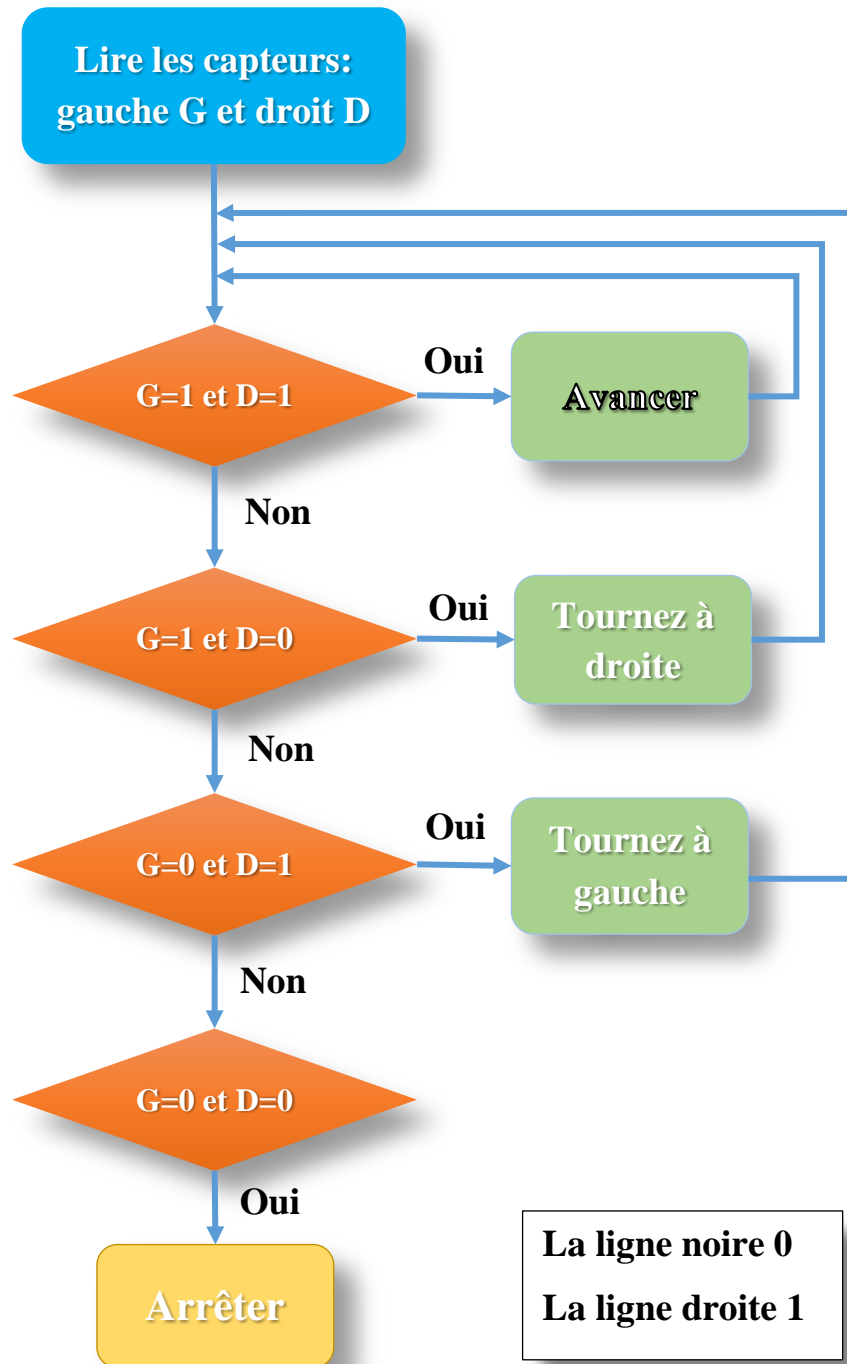 Lire les capteurs:
gauche G et droit D
G=1 et D=1
Oui
Avancer
Non
G=1 et D=0
Oui
Tournez à
droite
Non
G=0 et D=1
Oui
Tournez à
gauche
Non
G=0 et D=0
Oui
Arrêter
La ligne noire 0
La ligne droite 1